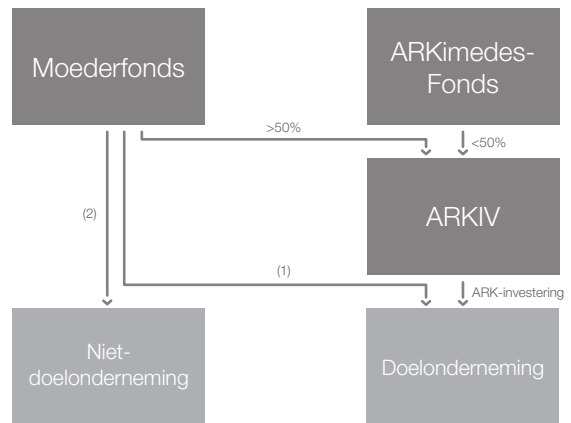 Moederfonds
ARKimedes-
Fonds
>50%
<50%
ARKIV
(2)
(1)
ARK-investering
Niet-
doelonderneming
Doelonderneming